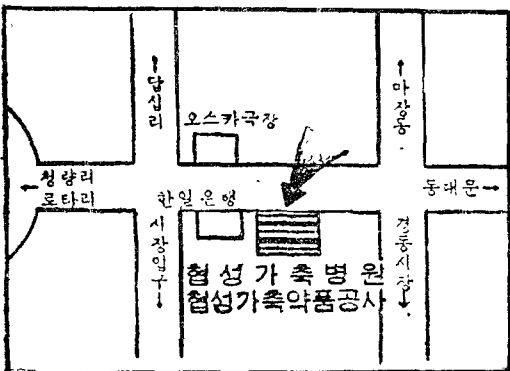 ↑답십리
↑마장동
오스카극장
←청량리
로타리
동대문→
한일은행
시장입구↓
경동시장↓
협성가축병원
협성가축약품공사